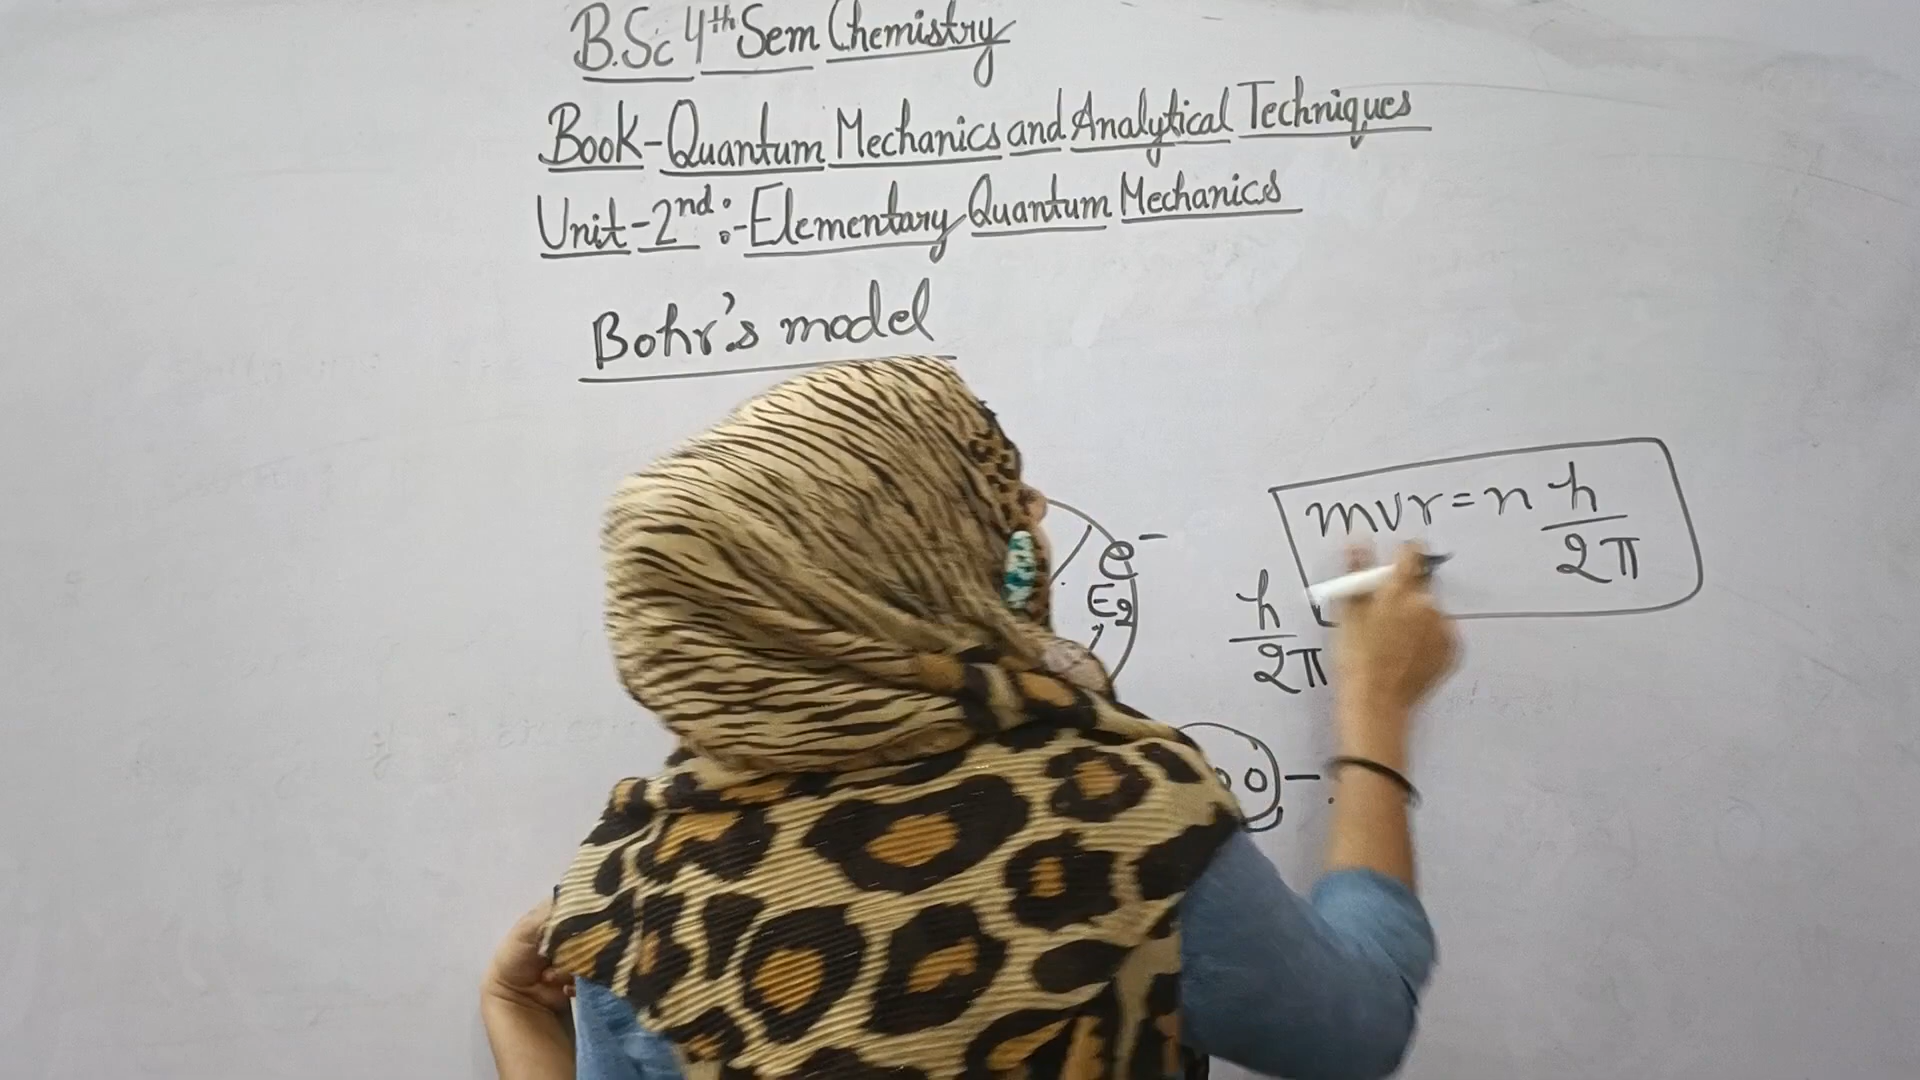 B.Sc 4th Sem Chemistry
Book-Quantum Mechanics and Analytical Techniques
Unit-2nd:-Elementary Quantum Mechanics
Bohr's model
mvr=n h/2π
e−
E2
h/2π